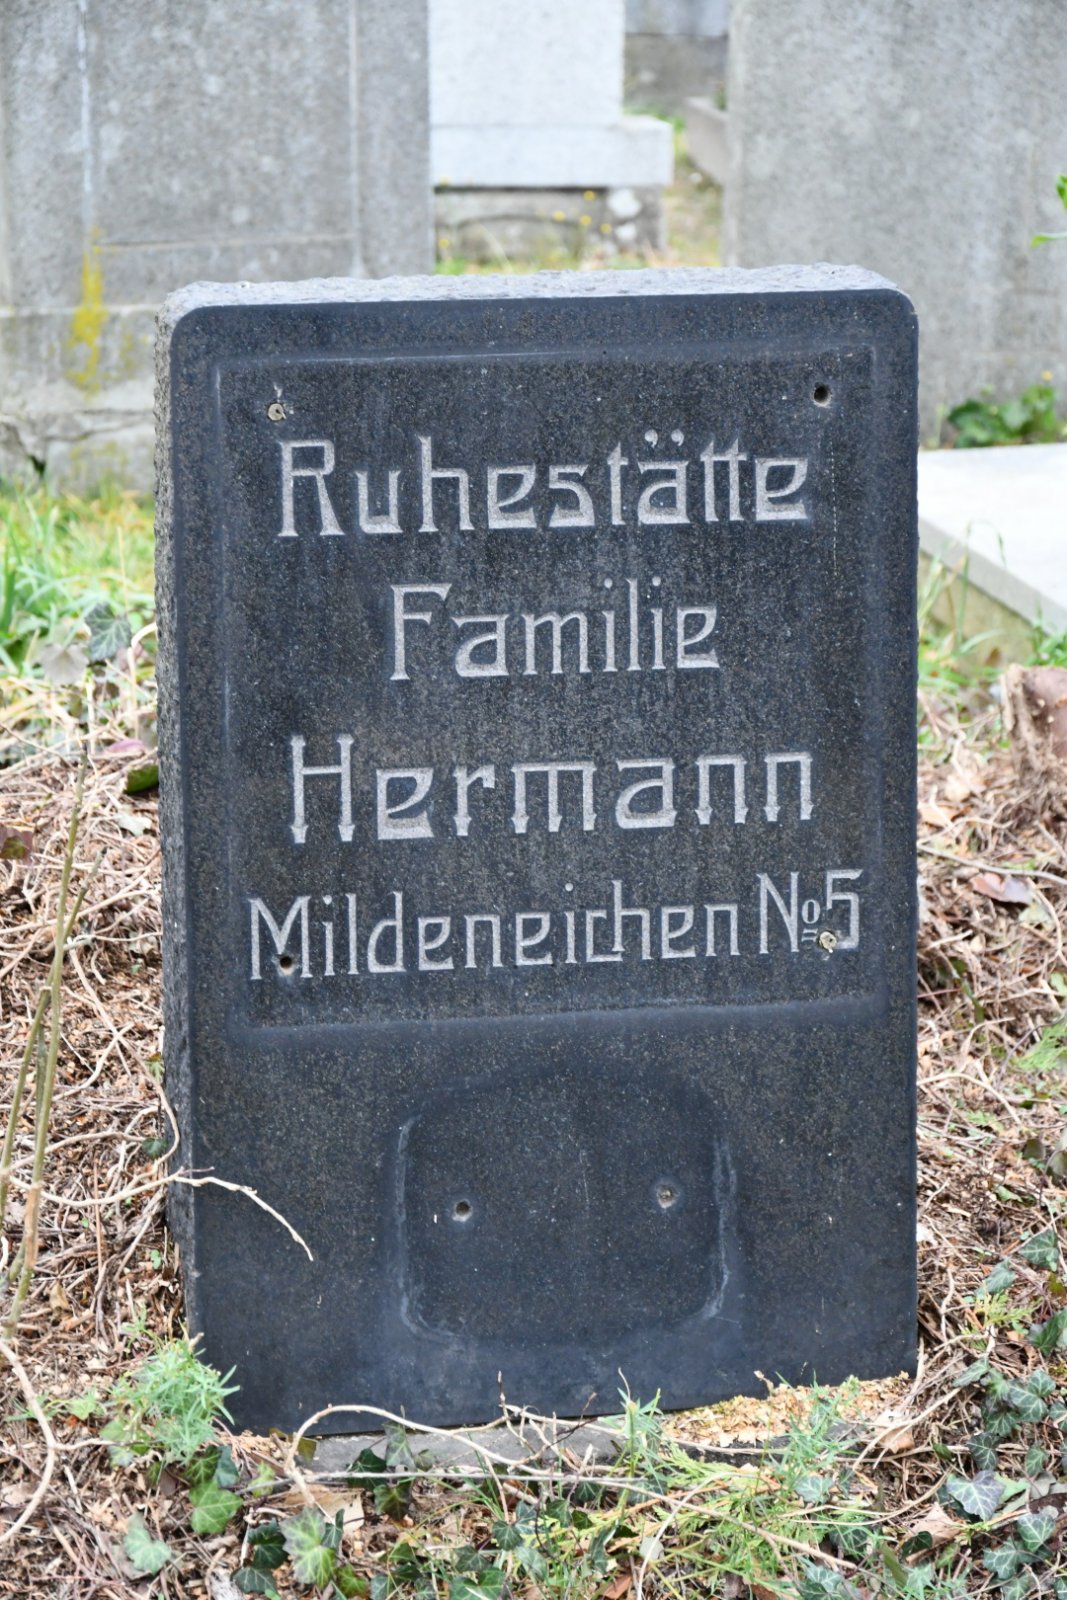 Ruhestätte
Familie
Hermann
Mildeneichen No 5